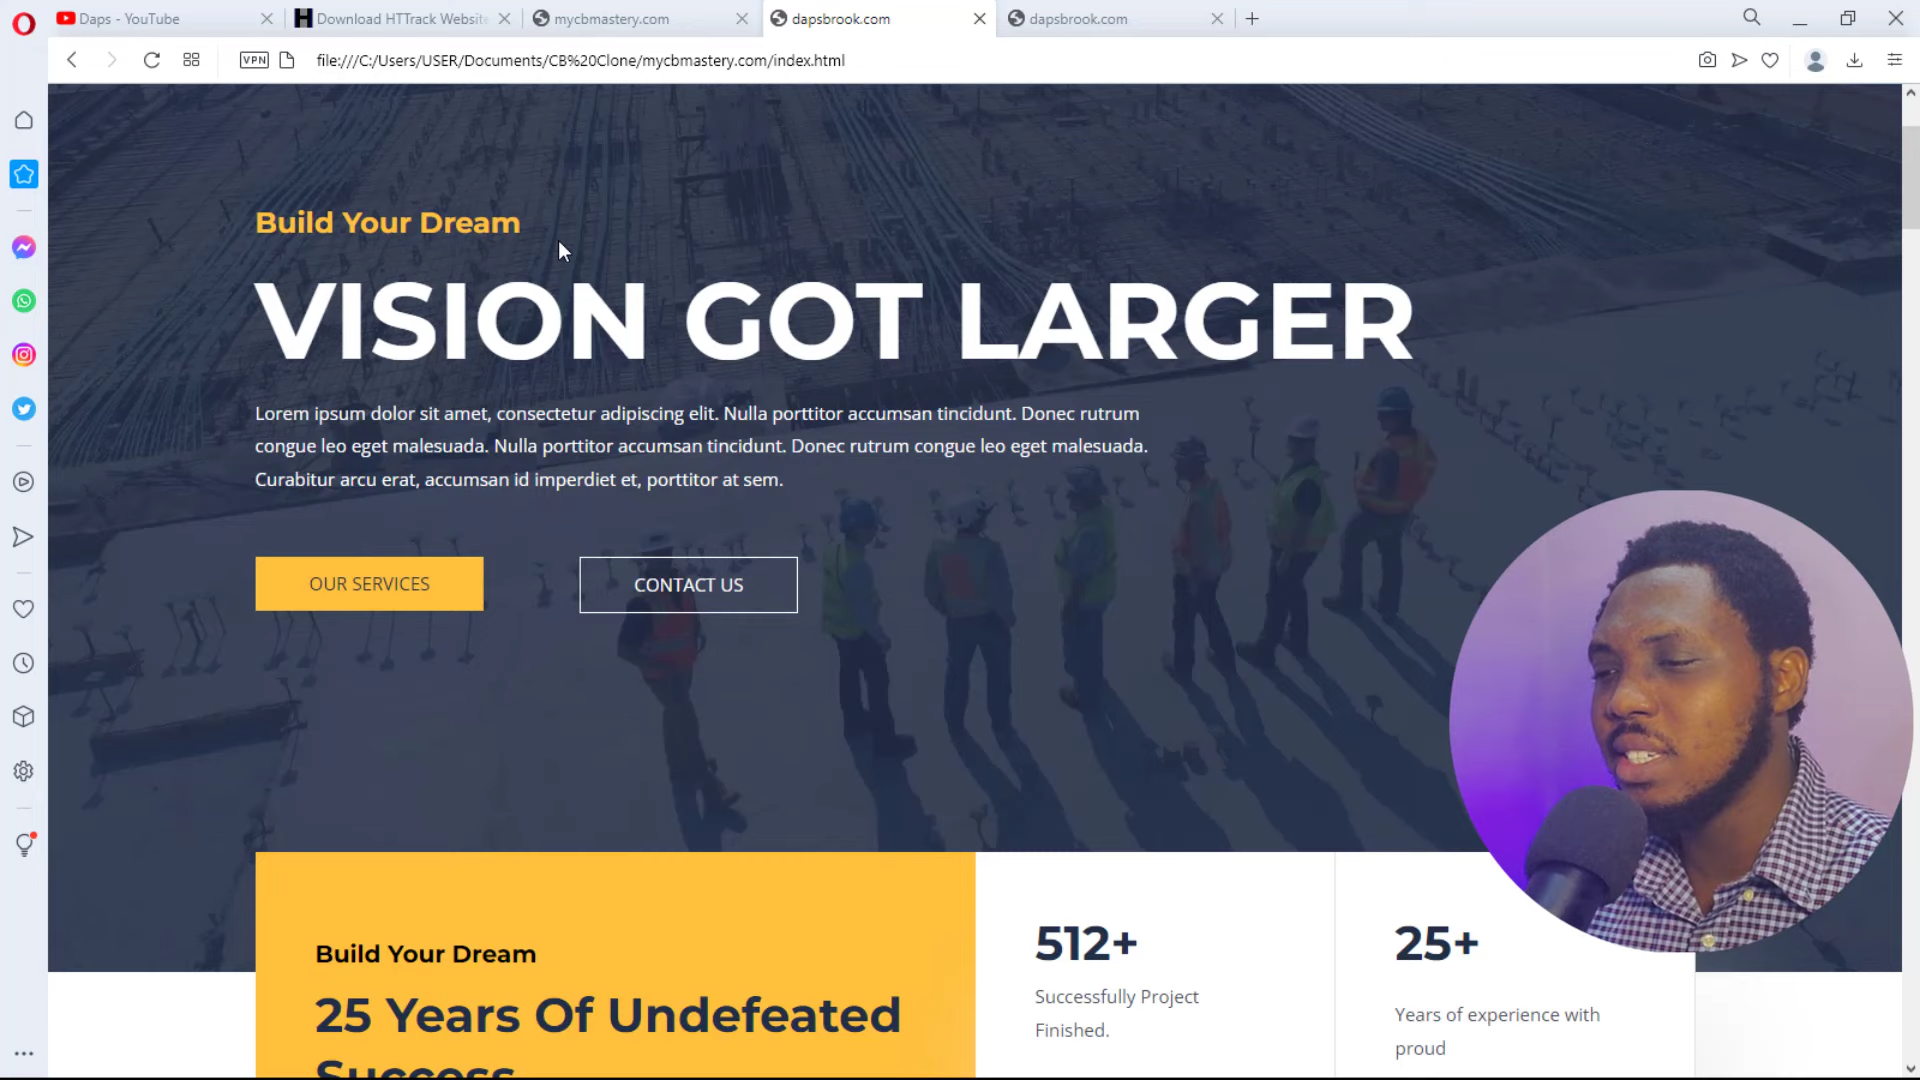 Daps - YouTube
Download HTTrack Website
mycbmastery.com
dapsbrook.com
dapsbrook.com
VPN
file:///C:/Users/USER/Documents/CB%20Clone/mycbmastery.com/index.html
Build Your Dream
VISION GOT LARGER
Lorem ipsum dolor sit amet, consectetur adipiscing elit. Nulla porttitor accumsan tincidunt. Donec rutrum
congue leo eget malesuada. Nulla porttitor accumsan tincidunt. Donec rutrum congue leo eget malesuada.
Curabitur arcu erat, accumsan id imperdiet et, porttitor at sem.
OUR SERVICES
CONTACT US
Build Your Dream
25 Years Of Undefeated
Success
512+
Successfully Project
Finished.
25+
Years of experience with
proud